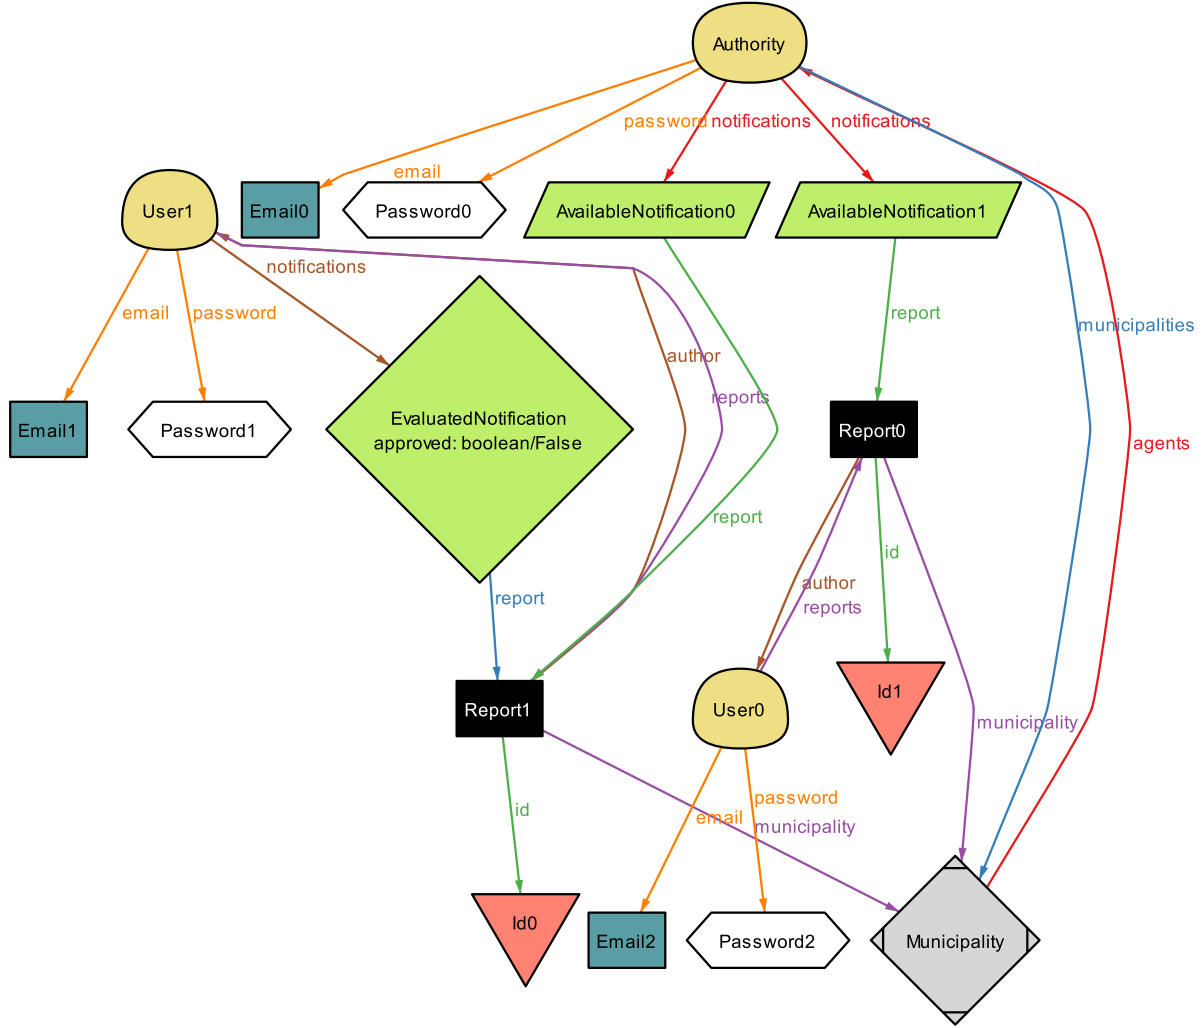 Authority
password
notifications
notifications
email
User1
Email0
Password0
AvailableNotification0
AvailableNotification1
notifications
email
password
report
municipalities
author
reports
Email1
Password1
EvaluatedNotification
approved: boolean/False
Report0
agents
report
id
author
reports
report
Report1
User0
Id1
municipality
id
email
password
municipality
Id0
Email2
Password2
Municipality